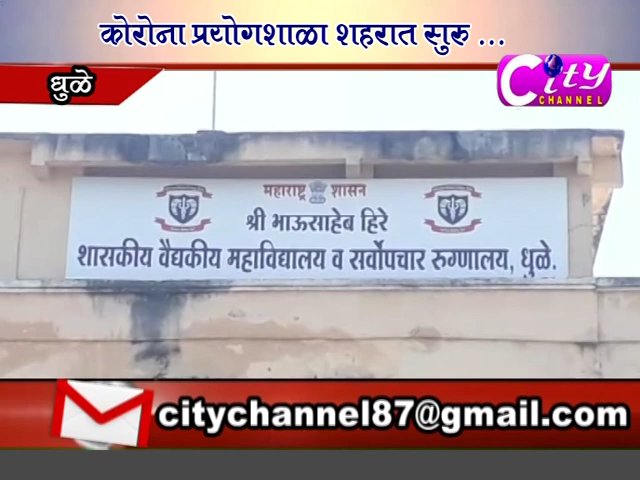 कोरोना प्रयोगशाळा शहरात सुरु ...
धुळे
City
CHANNEL
महाराष्ट्र शासन
श्री भाऊसाहेब हिरे
शासकीय वैद्यकीय महाविद्यालय व सर्वोपचार रुग्णालय, धुळे.
citychannel87@gmail.com